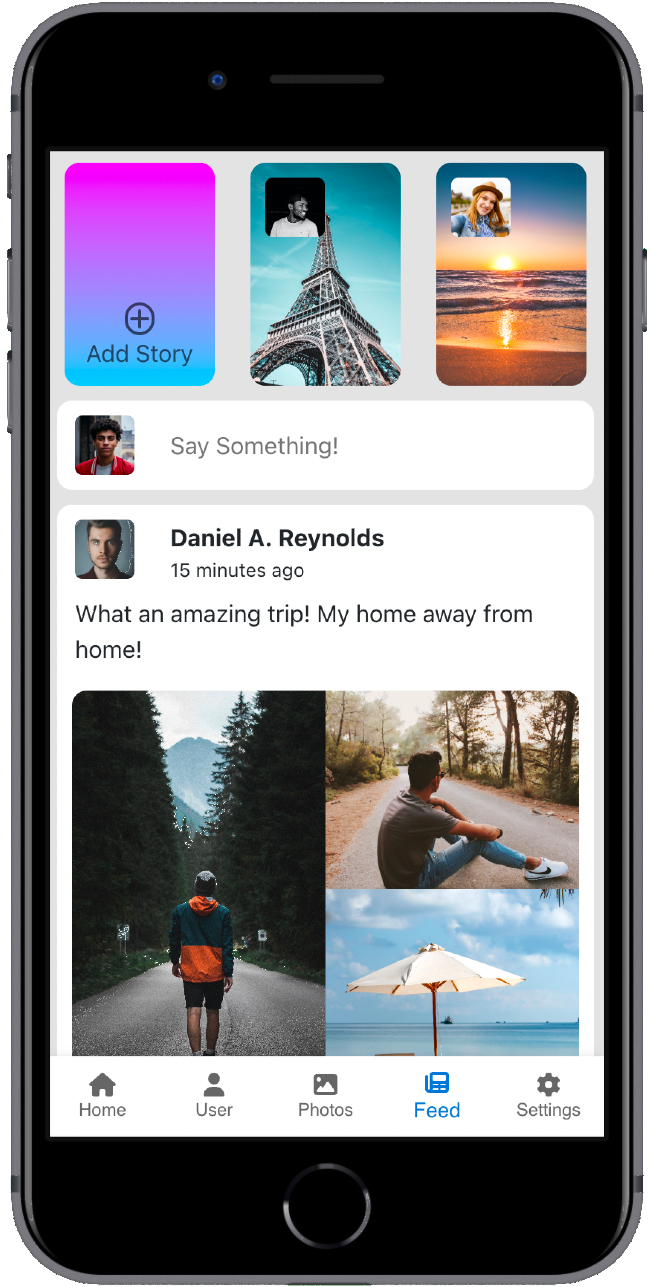 Add Story
Say Something!
Daniel A. Reynolds
15 minutes ago
What an amazing trip! My home away from
home!
Home
User
Photos
Feed
Settings